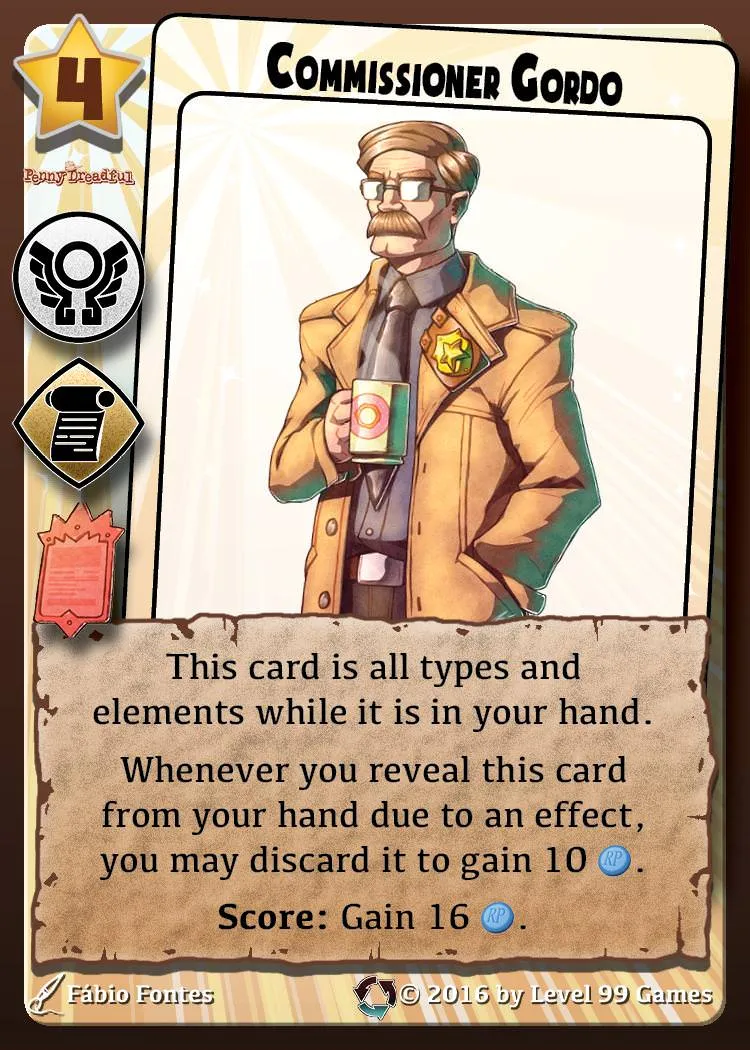 4
Commissioner Gordo
Penny Dreadful
This card is all types and
elements while it is in your hand.
Whenever you reveal this card
from your hand due to an effect,
you may discard it to gain 10 RP.
Score: Gain 16 RP.
Fábio Fontes
© 2016 by Level 99 Games